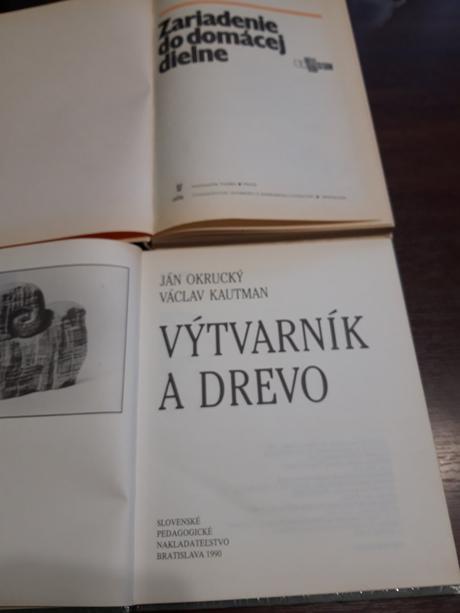 Zariadenie
do domácej
dielne
JÁN OKRUCKÝ
VÁCLAV KAUTMAN
VÝTVARNÍK
A DREVO
SLOVENSKÉ
PEDAGOGICKÉ
NAKLADATEĽSTVO
BRATISLAVA 1990